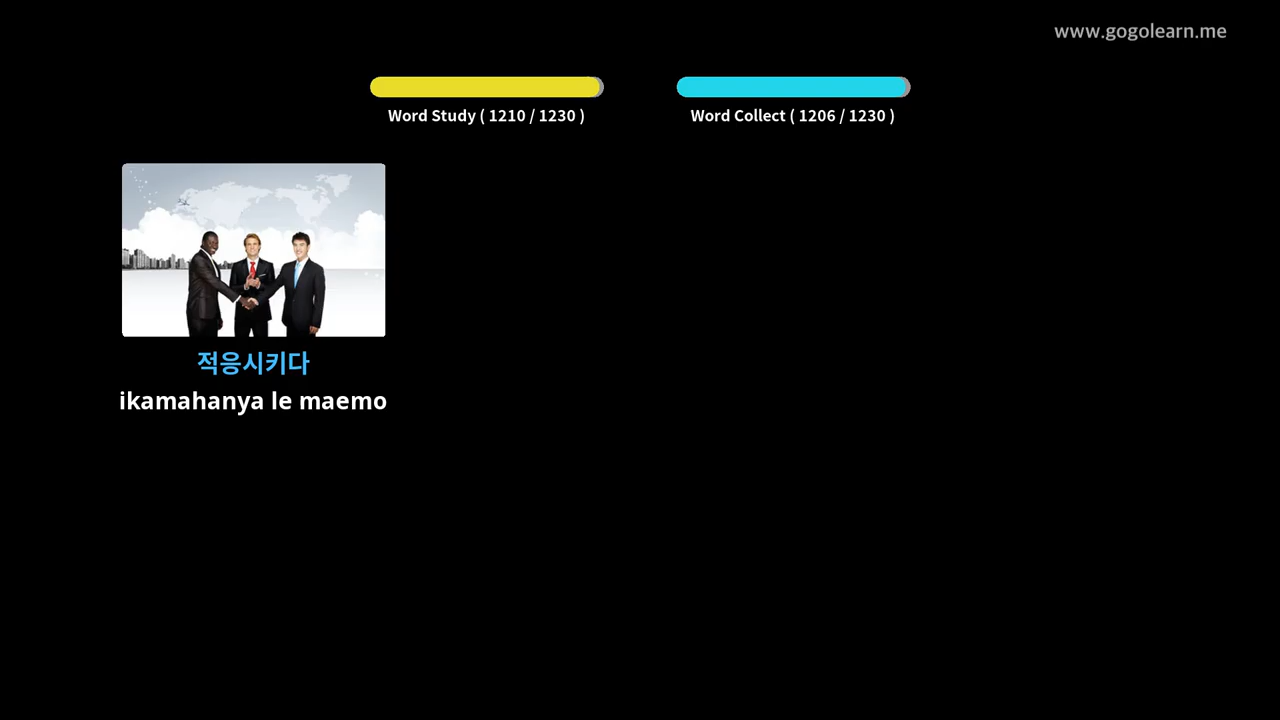 www.gogolearn.me
Word Study ( 1210 / 1230 )
Word Collect ( 1206 / 1230 )
적응시키다
ikamahanya le maemo